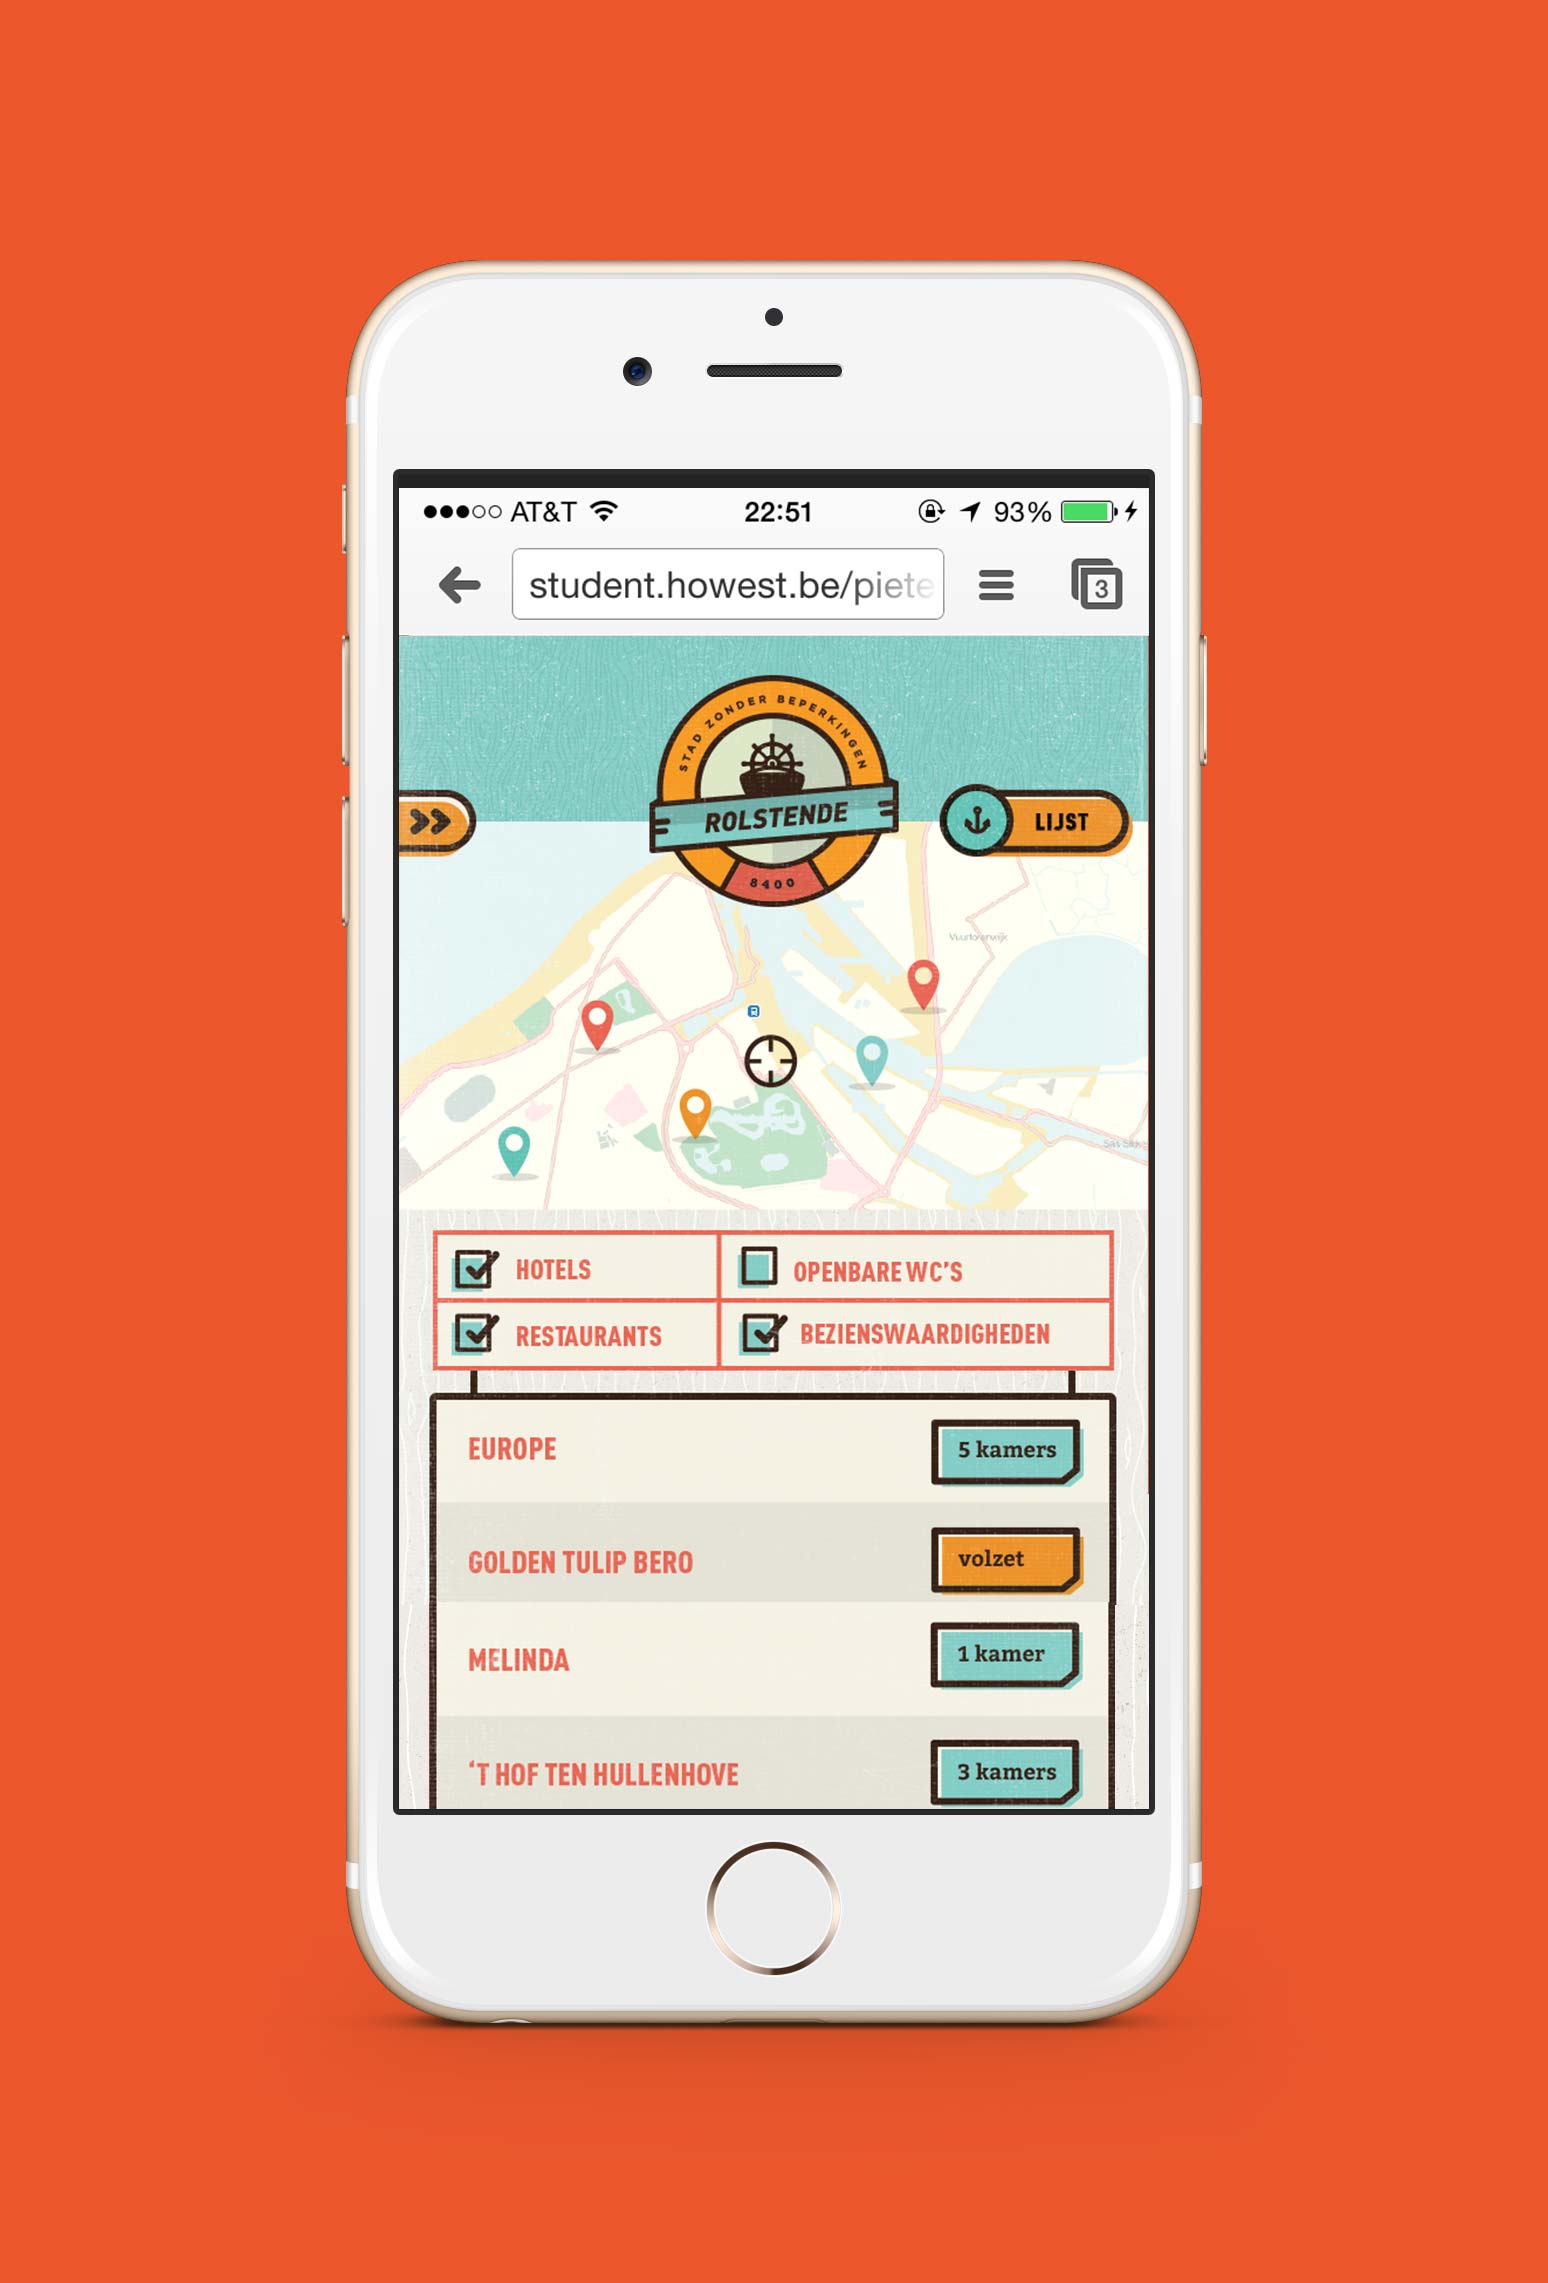 AT&T 22:51 93%
student.howest.be/piete
3
STAD ZONDER BEPERKINGEN
ROLSTENDE
8400
LIJST
Vuurtorenwijk
HOTELS
OPENBARE WC'S
RESTAURANTS
BEZIENSWAARDIGHEDEN
EUROPE
5 kamers
GOLDEN TULIP BERO
volzet
MELINDA
1 kamer
‘T HOF TEN HULLENHOVE
3 kamers